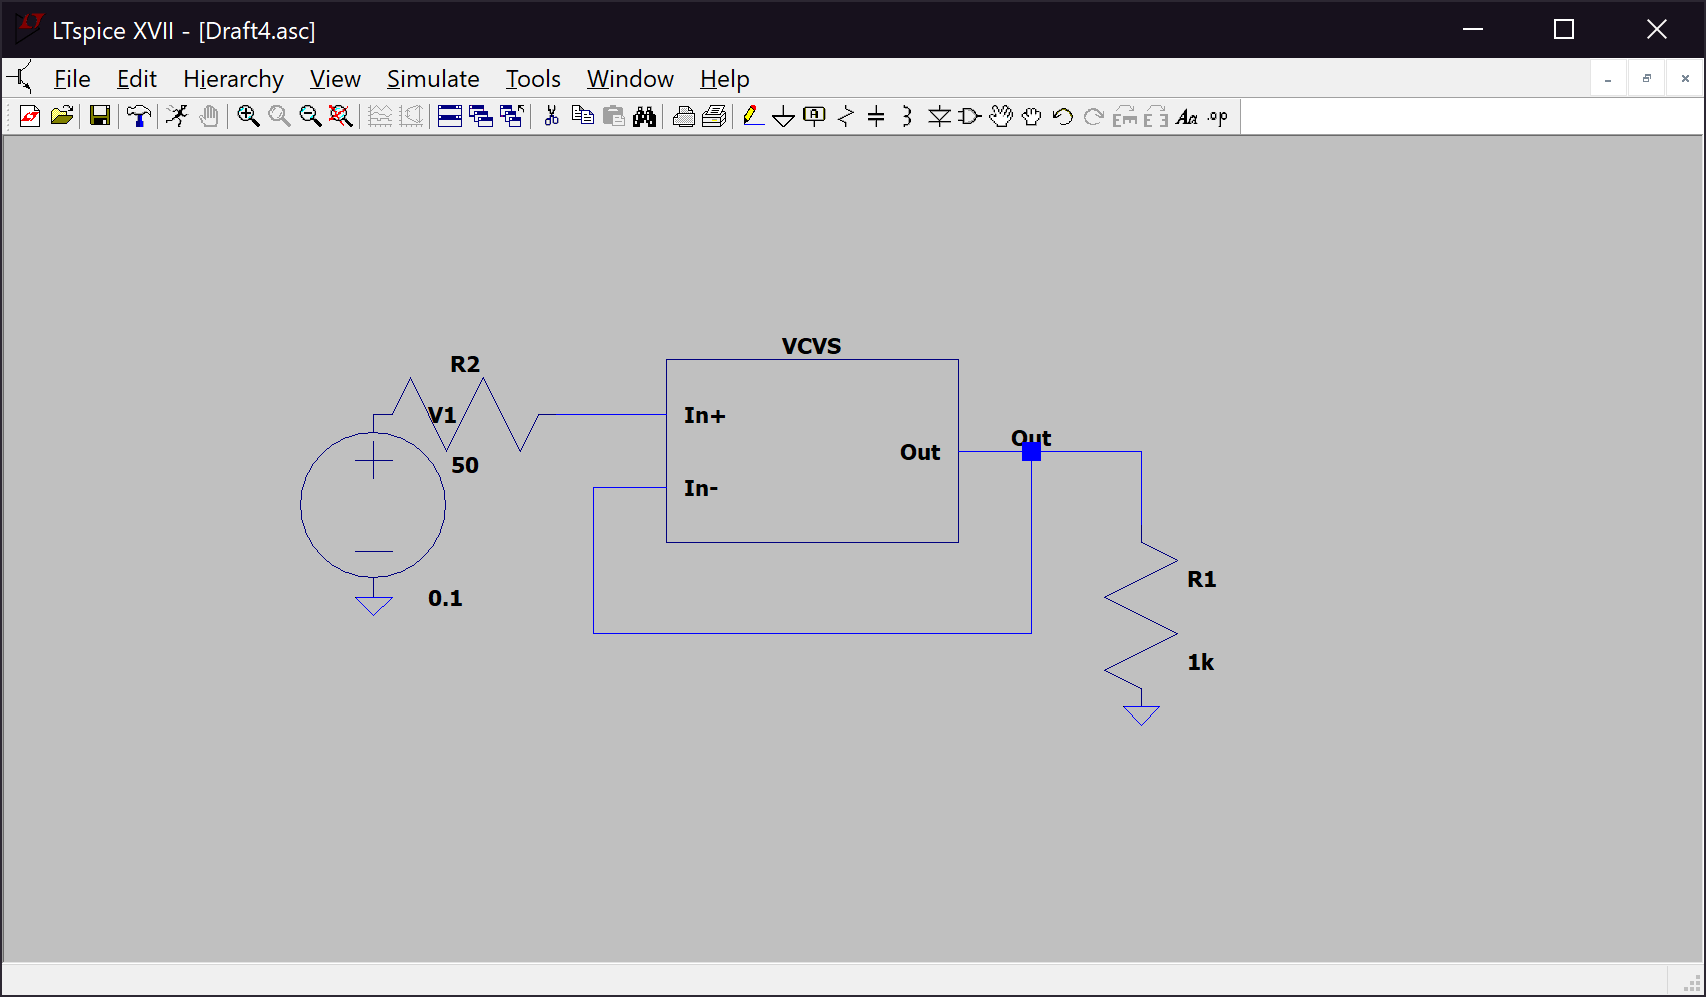 LTspice XVII - [Draft4.asc]
File Edit Hierarchy View Simulate Tools Window Help
Aa .op
VCVS
R2
V1
In+
Out
Out
50
In-
R1
0.1
1k